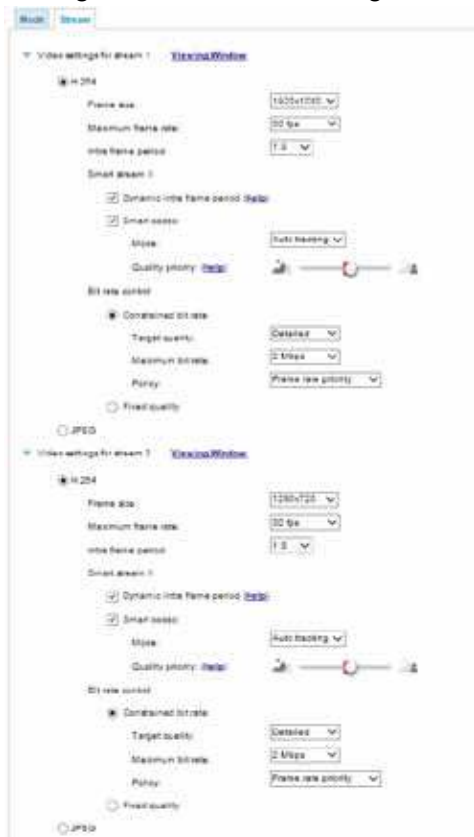 Mode Stream
Video settings for stream 1 Viewing Window
H.264
Frame size: 1920x1080
Maximum frame rate: 30 fps
Intra frame period: 1 S
Smart stream II:
Dynamic intra frame period (Help)
Smart codec:
Mode: Auto tracking
Quality priority: (Help)
Bit rate control
Constrained bit rate:
Target quality: Detailed
Maximum bit rate: 2 Mbps
Policy: Frame rate priority
Fixed quality
JPEG
Video settings for stream Viewing Window
H.264
Frame size: 1280x720
Maximum frame rate: 30 fps
Intra frame period: 1 S
Smart stream II:
Dynamic intra frame period (Help)
Smart codec:
Mode: Auto tracking
Quality priority: (Help)
Bit rate control
Constrained bit rate:
Target quality: Detailed
Maximum bit rate: 2 Mbps
Policy: Frame rate priority
Fixed quality
JPEG